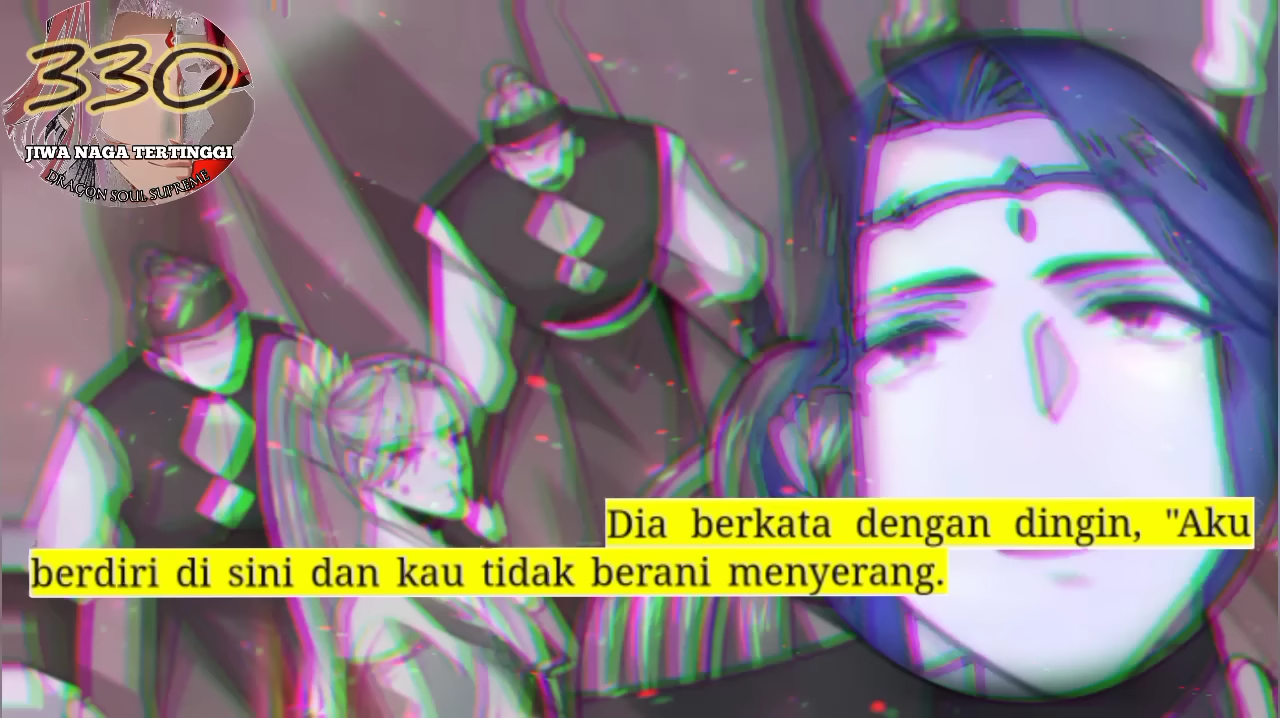 330
JIWA NAGA TERTINGGI
DRAGON SOUL SUPREME
Dia berkata dengan dingin, "Aku
berdiri di sini dan kau tidak berani menyerang.